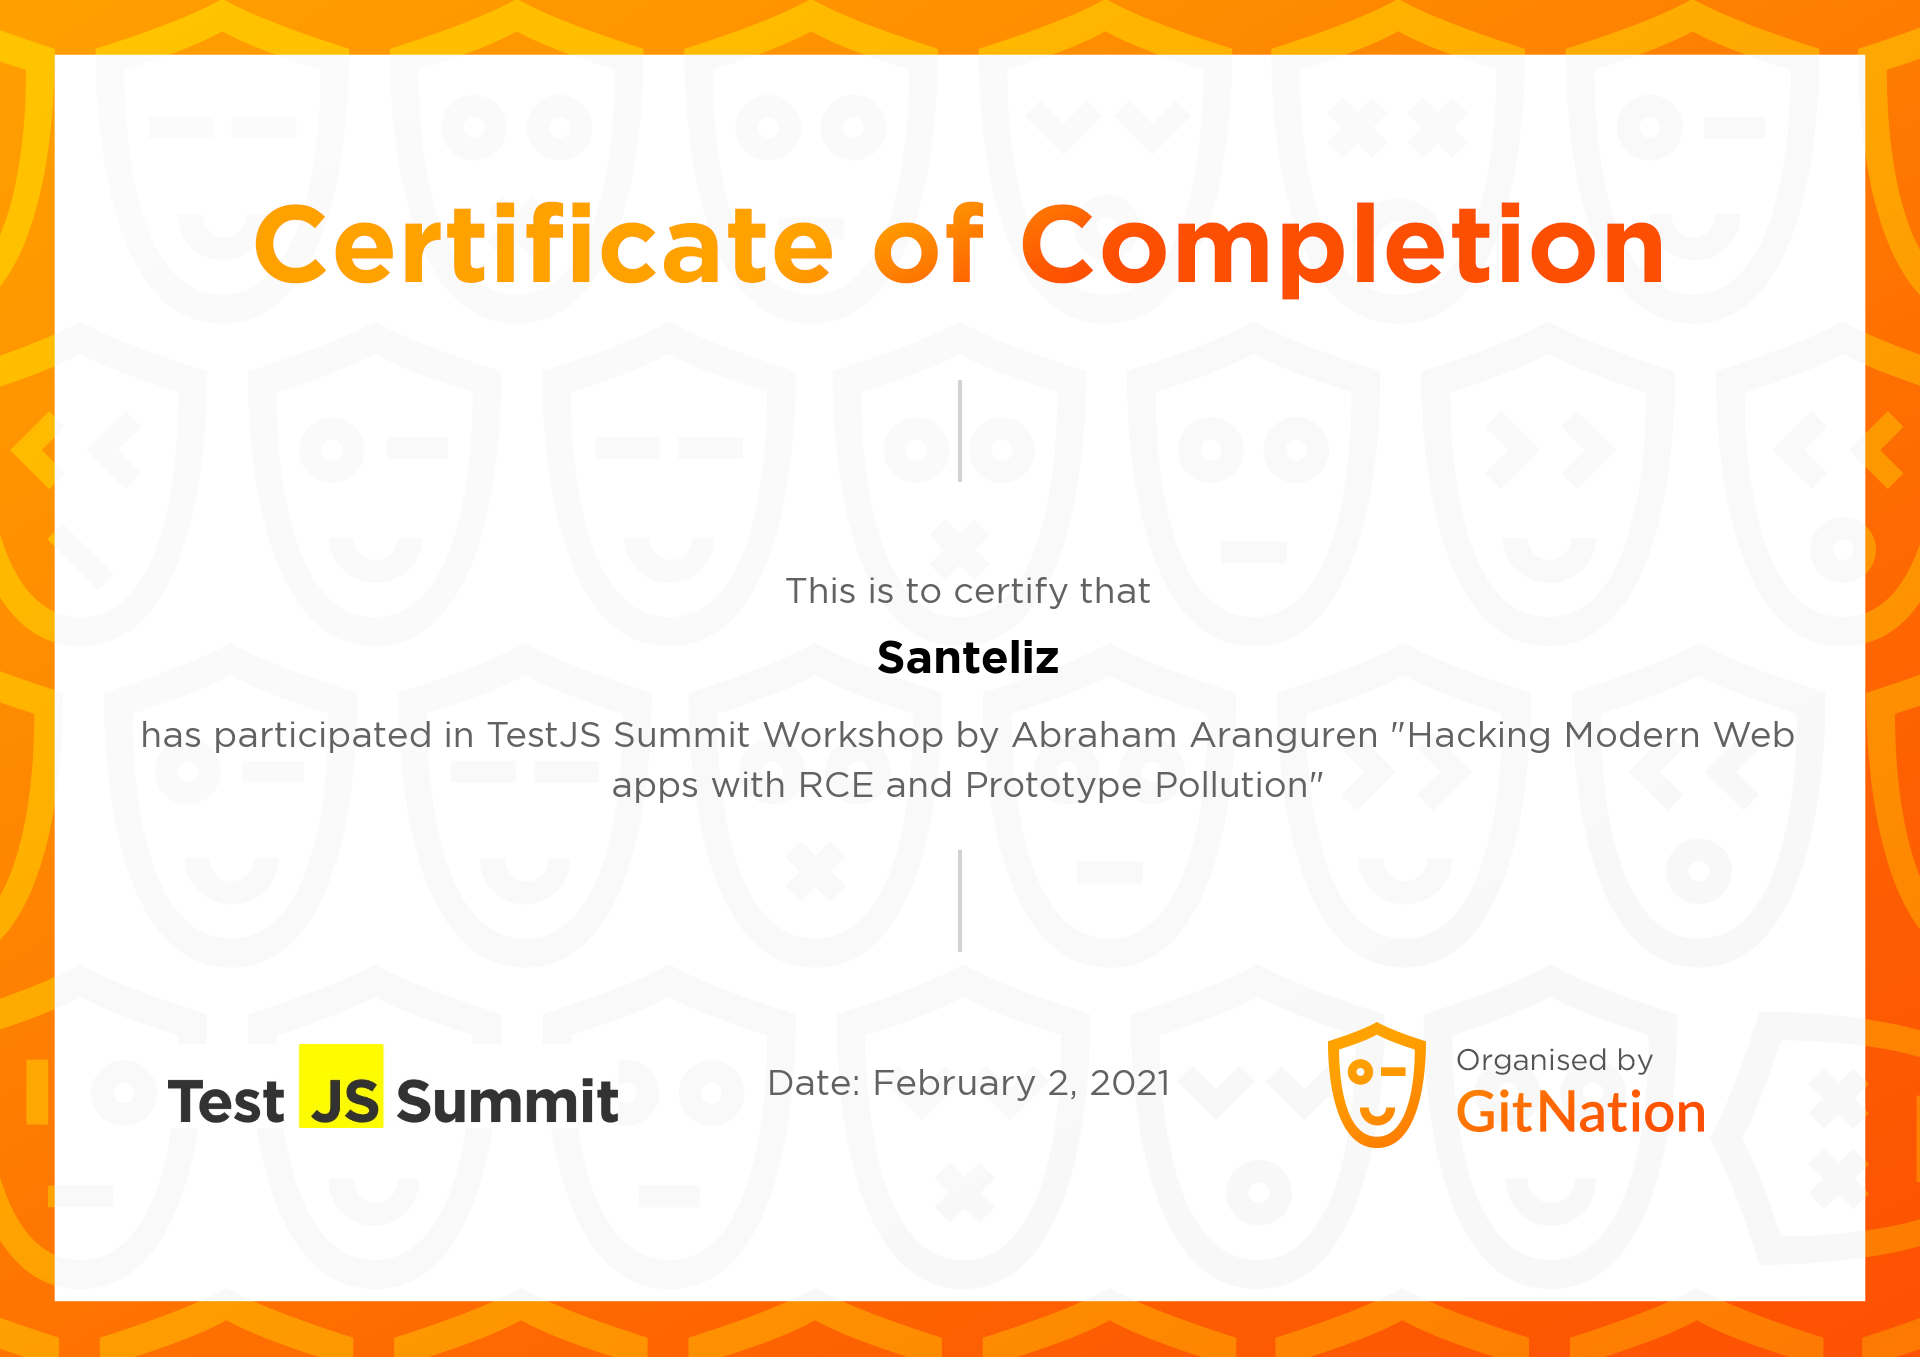 Certificate of Completion
This is to certify that
Santeliz
has participated in TestJS Summit Workshop by Abraham Aranguren "Hacking Modern Web
apps with RCE and Prototype Pollution"
Test JS Summit
Date: February 2, 2021
Organised by
GitNation